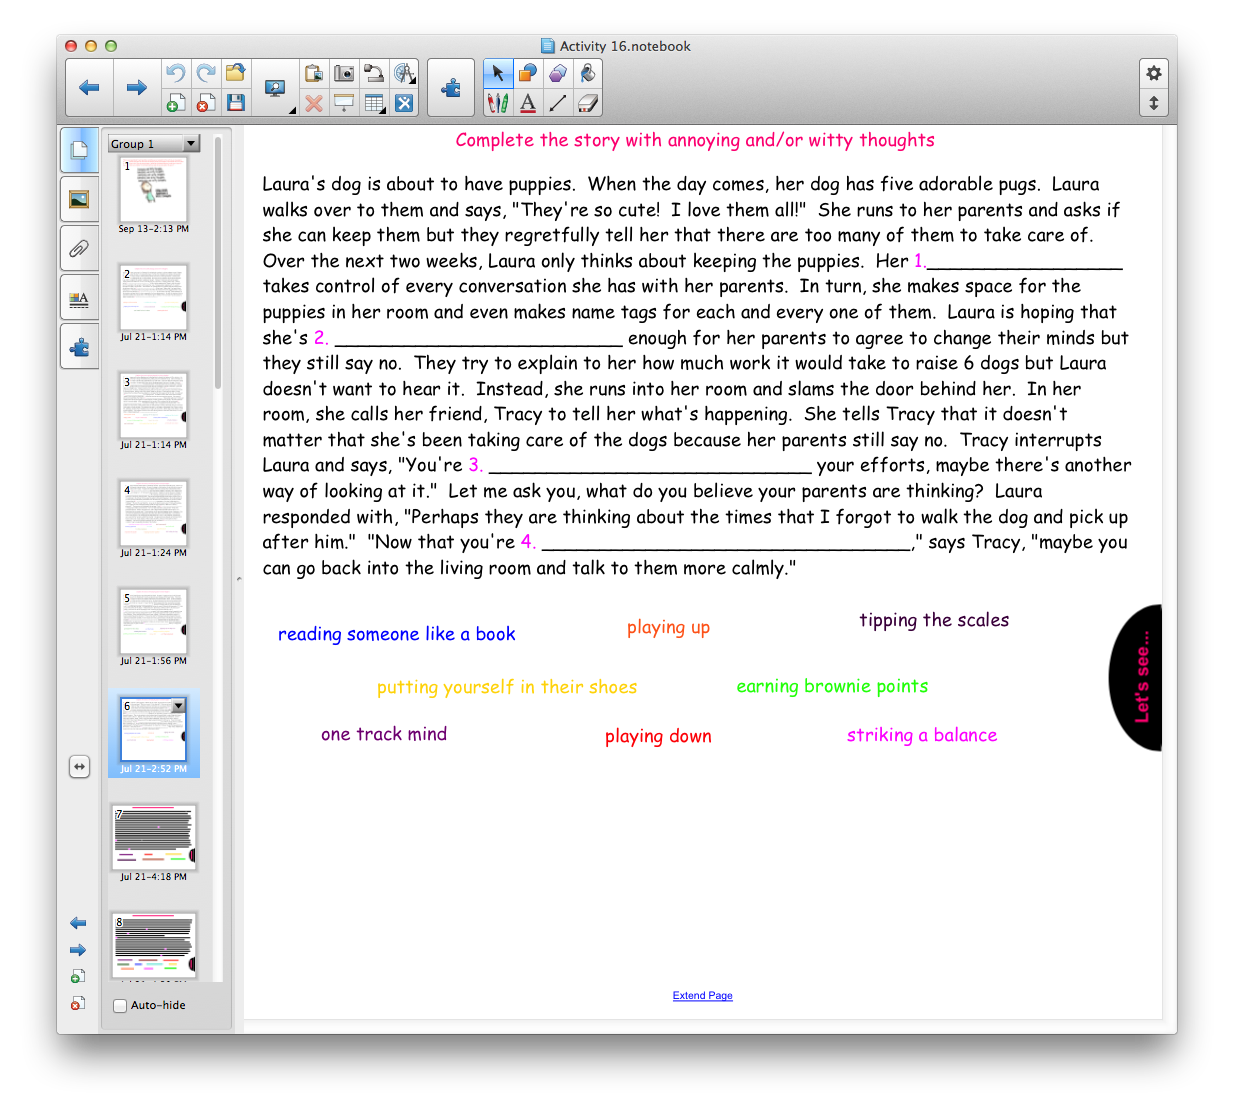 Activity 16.notebook
Group 1
1
Sep 13-2:13 PM
2
Jul 21-1:14 PM
3
Jul 21-1:14 PM
4
Jul 21-1:24 PM
5
Jul 21-1:56 PM
6
Jul 21-2:52 PM
7
Jul 21-4:18 PM
8
Auto-hide
Complete the story with annoying and/or witty thoughts
Laura's dog is about to have puppies. When the day comes, her dog has five adorable pugs. Laura
walks over to them and says, "They're so cute! I love them all!" She runs to her parents and asks if
she can keep them but they regretfully tell her that there are too many of them to take care of.
Over the next two weeks, Laura only thinks about keeping the puppies. Her 1.___________________
takes control of every conversation she has with her parents. In turn, she makes space for the
puppies in her room and even makes name tags for each and every one of them. Laura is hoping that
she's 2. ____________________________ enough for her parents to agree to change their minds but
they still say no. They try to explain to her how much work it would take to raise 6 dogs but Laura
doesn't want to hear it. Instead, she runs into her room and slams the door behind her. In her
room, she calls her friend, Tracy to tell her what's happening. She tells Tracy that it doesn't
matter that she's been taking care of the dogs because her parents still say no. Tracy interrupts
Laura and says, "You're 3. ________________________________ your efforts, maybe there's another
way of looking at it." Let me ask you, what do you believe your parents are thinking? Laura
responded with, "Perhaps they are thinking about the times that I forgot to walk the dog and pick up
after him." "Now that you're 4. ____________________________________," says Tracy, "maybe you
can go back into the living room and talk to them more calmly."
reading someone like a book
playing up
tipping the scales
putting yourself in their shoes
earning brownie points
one track mind
playing down
striking a balance
Let's see...
Extend Page